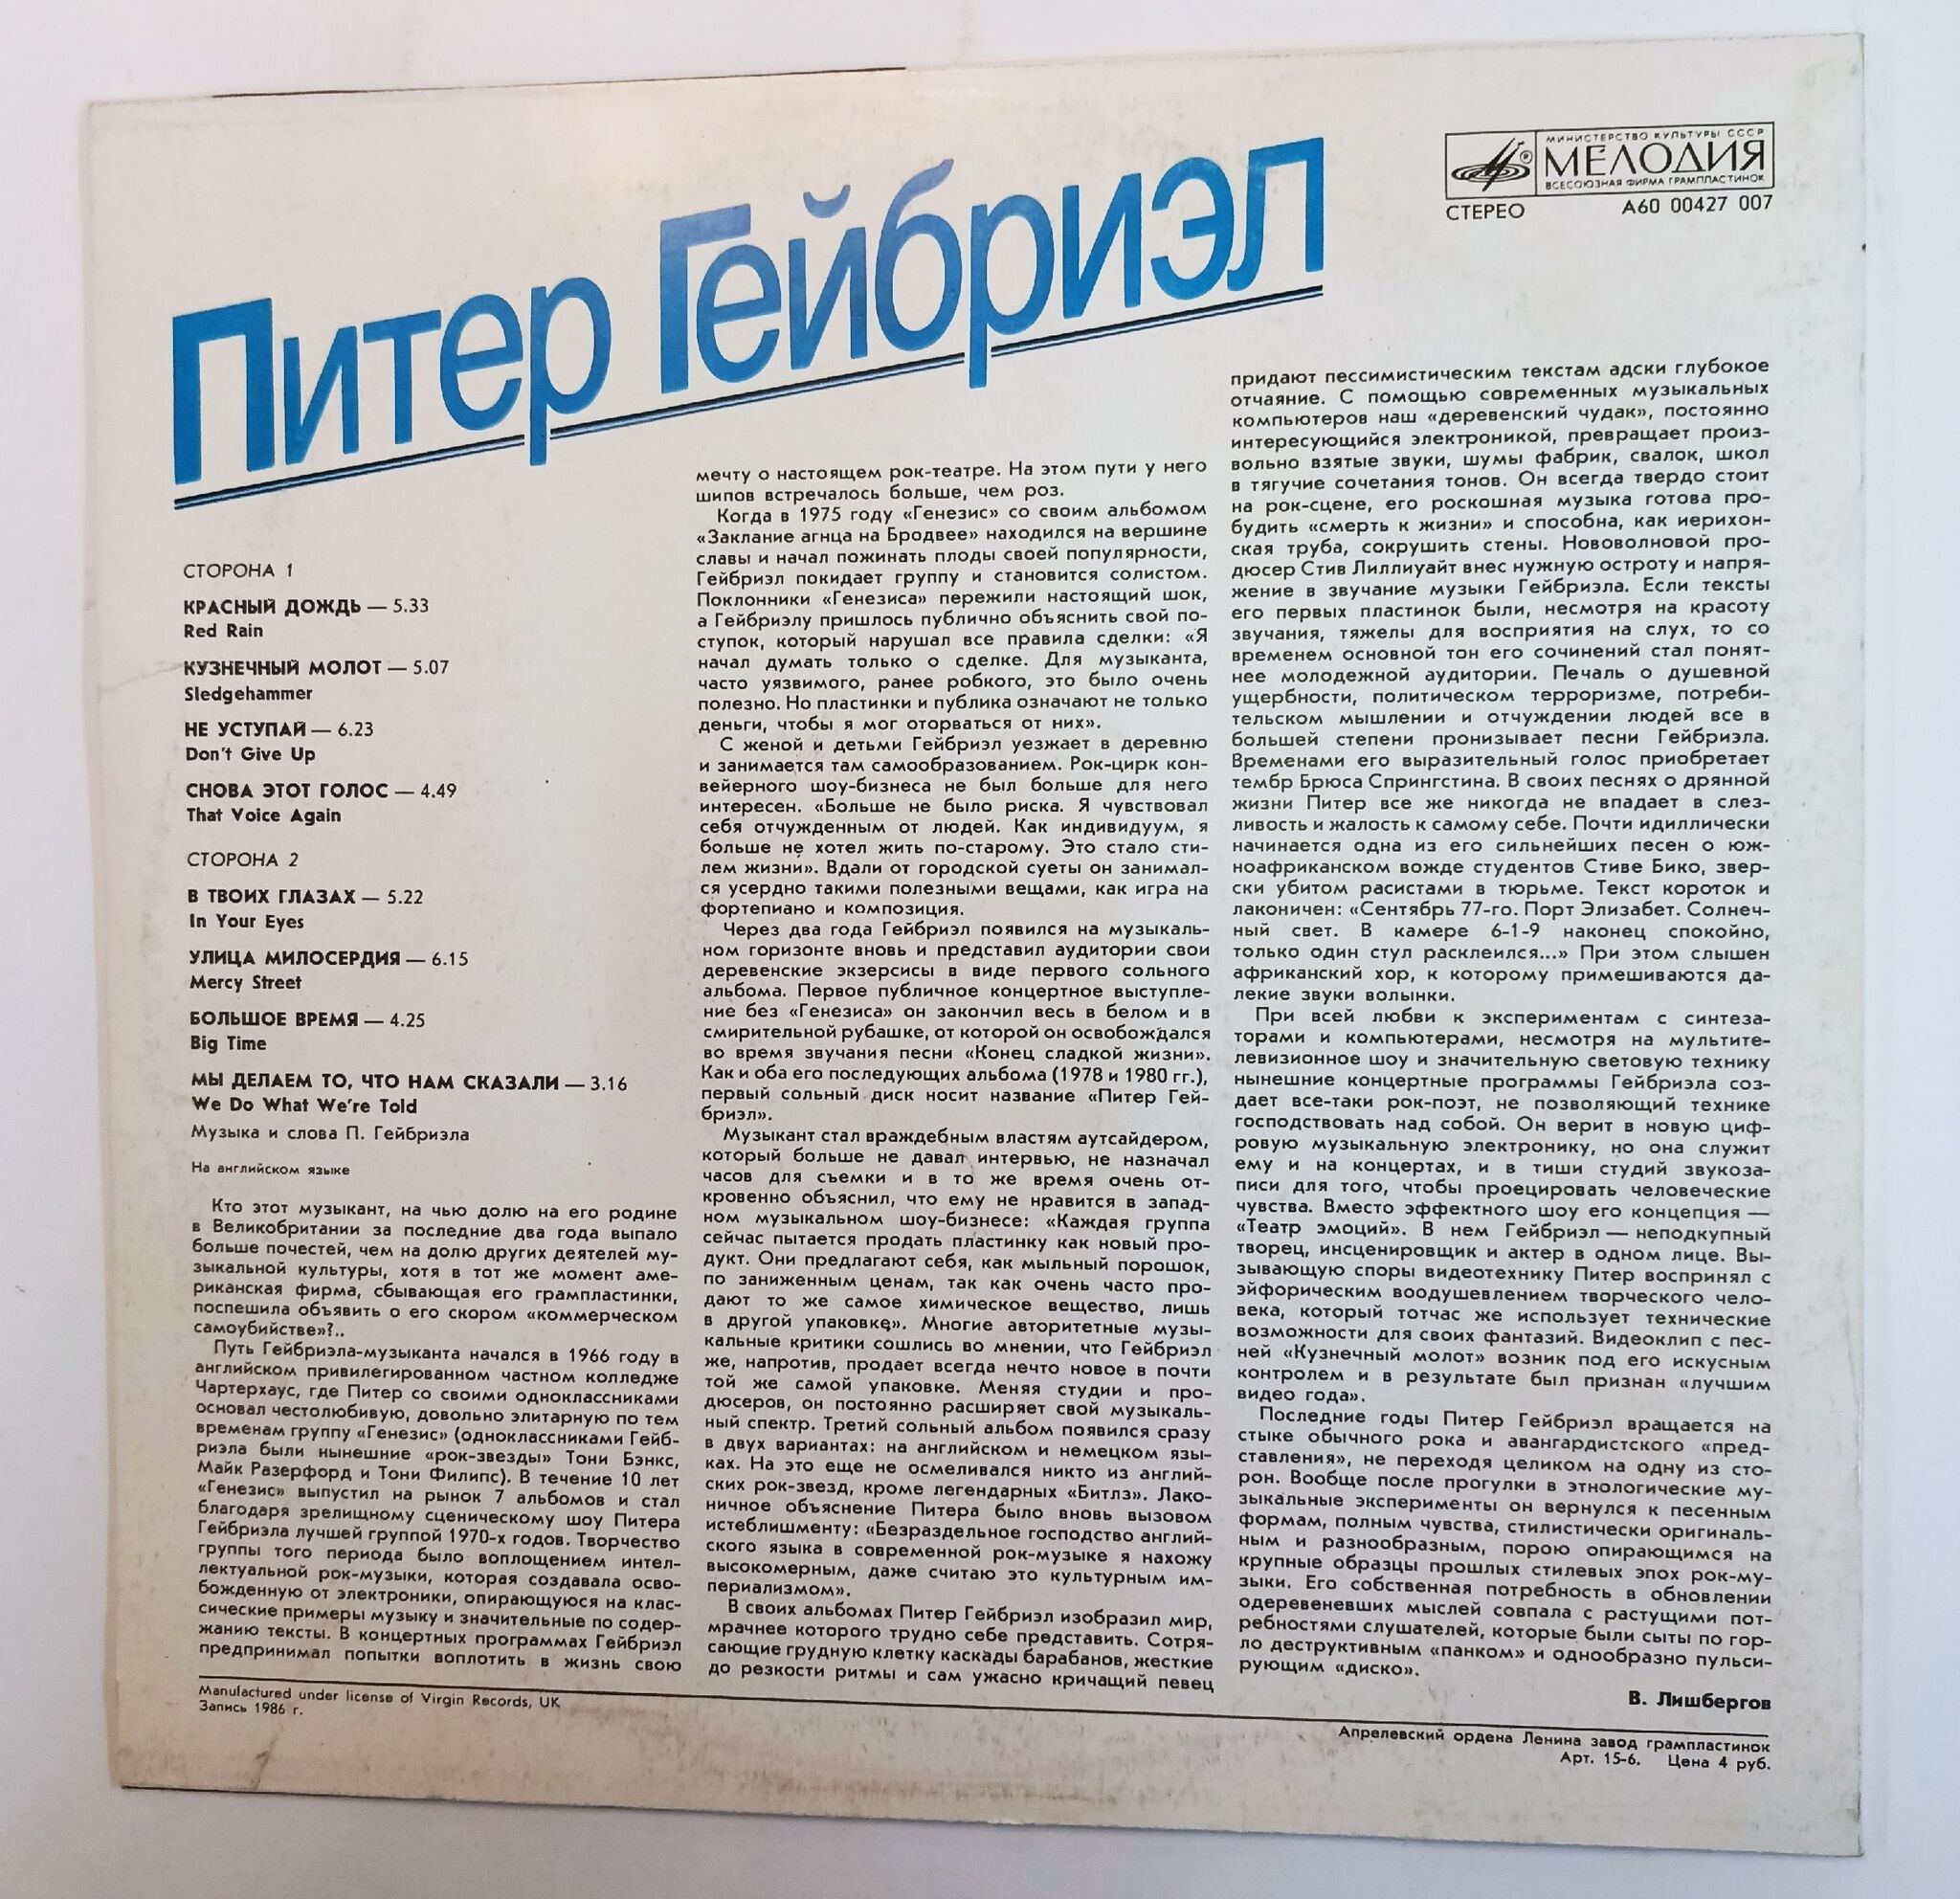 Питер Гейбриэл
МИНИСТЕРСТВО КУЛЬТУРЫ СССР
МЕЛОДИЯ
ВСЕСОЮЗНАЯ ФИРМА ГРАМПЛАСТИНОК
СТЕРЕО А60 00427 007
СТОРОНА 1
КРАСНЫЙ ДОЖДЬ — 5.33
Red Rain
КУЗНЕЧНЫЙ МОЛОТ — 5.07
Sledgehammer
НЕ УСТУПАЙ — 6.23
Don't Give Up
СНОВА ЭТОТ ГОЛОС — 4.49
That Voice Again
СТОРОНА 2
В ТВОИХ ГЛАЗАХ — 5.22
In Your Eyes
УЛИЦА МИЛОСЕРДИЯ — 6.15
Mercy Street
БОЛЬШОЕ ВРЕМЯ — 4.25
Big Time
МЫ ДЕЛАЕМ ТО, ЧТО НАМ СКАЗАЛИ — 3.16
We Do What We're Told
Музыка и слова П. Гейбриэла
На английском языке
Кто этот музыкант, на чью долю на его родине
в Великобритании за последние два года выпало
больше почестей, чем на долю других деятелей му-
зыкальной культуры, хотя в тот же момент аме-
риканская фирма, сбывающая его грампластинки,
поспешила объявить о его скором «коммерческом
самоубийстве»?..
Путь Гейбриэла-музыканта начался в 1966 году в
английском привилегированном частном колледже
Чартерхаус, где Питер со своими одноклассниками
основал честолюбивую, довольно элитарную по тем
временам группу «Генезис» (одноклассниками Гейб-
риэла были нынешние «рок-звезды» Тони Бэнкс,
Майк Разерфорд и Тони Филипс). В течение 10 лет
«Генезис» выпустил на рынок 7 альбомов и стал
благодаря зрелищному сценическому шоу Питера
Гейбриэла лучшей группой 1970-х годов. Творчество
группы того периода было воплощением интел-
лектуальной рок-музыки, которая создавала осво-
божденную от электроники, опирающуюся на клас-
сические примеры музыку и значительные по содер-
жанию тексты. В концертных программах Гейбриэл
предпринимал попытки воплотить в жизнь свою
мечту о настоящем рок-театре. На этом пути у него
шипов встречалось больше, чем роз.
Когда в 1975 году «Генезис» со своим альбомом
«Заклание агнца на Бродвее» находился на вершине
славы и начал пожинать плоды своей популярности,
Гейбриэл покидает группу и становится солистом.
Поклонники «Генезиса» пережили настоящий шок,
а Гейбриэлу пришлось публично объяснить свой по-
ступок, который нарушал все правила сделки: «Я
начал думать только о сделке. Для музыканта,
часто уязвимого, ранее робкого, это было очень
полезно. Но пластинки и публика означают не только
деньги, чтобы я мог оторваться от них».
С женой и детьми Гейбриэл уезжает в деревню
и занимается там самообразованием. Рок-цирк кон-
вейерного шоу-бизнеса не был больше для него
интересен. «Больше не было риска. Я чувствовал
себя отчужденным от людей. Как индивидуум, я
больше не хотел жить по-старому. Это стало сти-
лем жизни». Вдали от городской суеты он занимал-
ся усердно такими полезными вещами, как игра на
фортепиано и композиция.
Через два года Гейбриэл появился на музыкаль-
ном горизонте вновь и представил аудитории свои
деревенские экзерсисы в виде первого сольного
альбома. Первое публичное концертное выступле-
ние без «Генезиса» он закончил весь в белом и в
смирительной рубашке, от которой он освобождался
во время звучания песни «Конец сладкой жизни».
Как и оба его последующих альбома (1978 и 1980 гг.),
первый сольный диск носит название «Питер Гей-
бриэл».
Музыкант стал враждебным властям аутсайдером,
который больше не давал интервью, не назначал
часов для съемки и в то же время очень от-
кровенно объяснил, что ему не нравится в запад-
ном музыкальном шоу-бизнесе: «Каждая группа
сейчас пытается продать пластинку как новый про-
дукт. Они предлагают себя, как мыльный порошок,
по заниженным ценам, так как очень часто про-
дают то же самое химическое вещество, лишь
в другой упаковке». Многие авторитетные музы-
кальные критики сошлись во мнении, что Гейбриэл
же, напротив, продает всегда нечто новое в почти
той же самой упаковке. Меняя студии и про-
дюсеров, он постоянно расширяет свой музыкаль-
ный спектр. Третий сольный альбом появился сразу
в двух вариантах: на английском и немецком язы-
ках. На это еще не осмеливался никто из англий-
ских рок-звезд, кроме легендарных «Битлз». Лако-
ничное объяснение Питера было вновь вызовом
истеблишменту: «Безраздельное господство англий-
ского языка в современной рок-музыке я нахожу
высокомерным, даже считаю это культурным им-
периализмом».
В своих альбомах Питер Гейбриэл изобразил мир,
мрачнее которого трудно себе представить. Сотря-
сающие грудную клетку каскады барабанов, жесткие
до резкости ритмы и сам ужасно кричащий певец
придают пессимистическим текстам адски глубокое
отчаяние. С помощью современных музыкальных
компьютеров наш «деревенский чудак», постоянно
интересующийся электроникой, превращает произ-
вольно взятые звуки, шумы фабрик, свалок, школ
в тягучие сочетания тонов. Он всегда твердо стоит
на рок-сцене, его роскошная музыка готова про-
будить «смерть к жизни» и способна, как иерихон-
ская труба, сокрушить стены. Нововолновой про-
дюсер Стив Лиллиуайт внес нужную остроту и напря-
жение в звучание музыки Гейбриэла. Если тексты
его первых пластинок были, несмотря на красоту
звучания, тяжелы для восприятия на слух, то со
временем основной тон его сочинений стал понят-
нее молодежной аудитории. Печаль о душевной
ущербности, политическом терроризме, потреби-
тельском мышлении и отчуждении людей все в
большей степени пронизывает песни Гейбриэла.
Временами его выразительный голос приобретает
тембр Брюса Спрингстина. В своих песнях о дрянной
жизни Питер все же никогда не впадает в слез-
ливость и жалость к самому себе. Почти идиллически
начинается одна из его сильнейших песен о юж-
ноафриканском вожде студентов Стиве Бико, звер-
ски убитом расистами в тюрьме. Текст короток и
лаконичен: «Сентябрь 77-го. Порт Элизабет. Солнеч-
ный свет. В камере 6-1-9 наконец спокойно,
только один стул расклеился...» При этом слышен
африканский хор, к которому примешиваются да-
лекие звуки волынки.
При всей любви к экспериментам с синтеза-
торами и компьютерами, несмотря на мультите-
левизионное шоу и значительную световую технику
нынешние концертные программы Гейбриэла соз-
дает все-таки рок-поэт, не позволяющий технике
господствовать над собой. Он верит в новую циф-
ровую музыкальную электронику, но она служит
ему и на концертах, и в тиши студий звукоза-
писи для того, чтобы проецировать человеческие
чувства. Вместо эффектного шоу его концепция —
«Театр эмоций». В нем Гейбриэл — неподкупный
творец, инсценировщик и актер в одном лице. Вы-
зывающую споры видеотехнику Питер воспринял с
эйфорическим воодушевлением творческого чело-
века, который тотчас же использует технические
возможности для своих фантазий. Видеоклип с пес-
ней «Кузнечный молот» возник под его искусным
контролем и в результате был признан «лучшим
видео года».
Последние годы Питер Гейбриэл вращается на
стыке обычного рока и авангардистского «пред-
ставления», не переходя целиком на одну из сто-
рон. Вообще после прогулки в этнологические му-
зыкальные эксперименты он вернулся к песенным
формам, полным чувства, стилистически оригиналь-
ным и разнообразным, порою опирающимся на
крупные образцы прошлых стилевых эпох рок-му-
зыки. Его собственная потребность в обновлении
одеревеневших мыслей совпала с растущими пот-
ребностями слушателей, которые были сыты по гор-
ло деструктивным «панком» и однообразно пульси-
рующим «диско».
В. Лишбергов
Manufactured under license of Virgin Records, UK
Запись 1986 г.
Апрелевский ордена Ленина завод грампластинок
Арт. 15-6. Цена 4 руб.